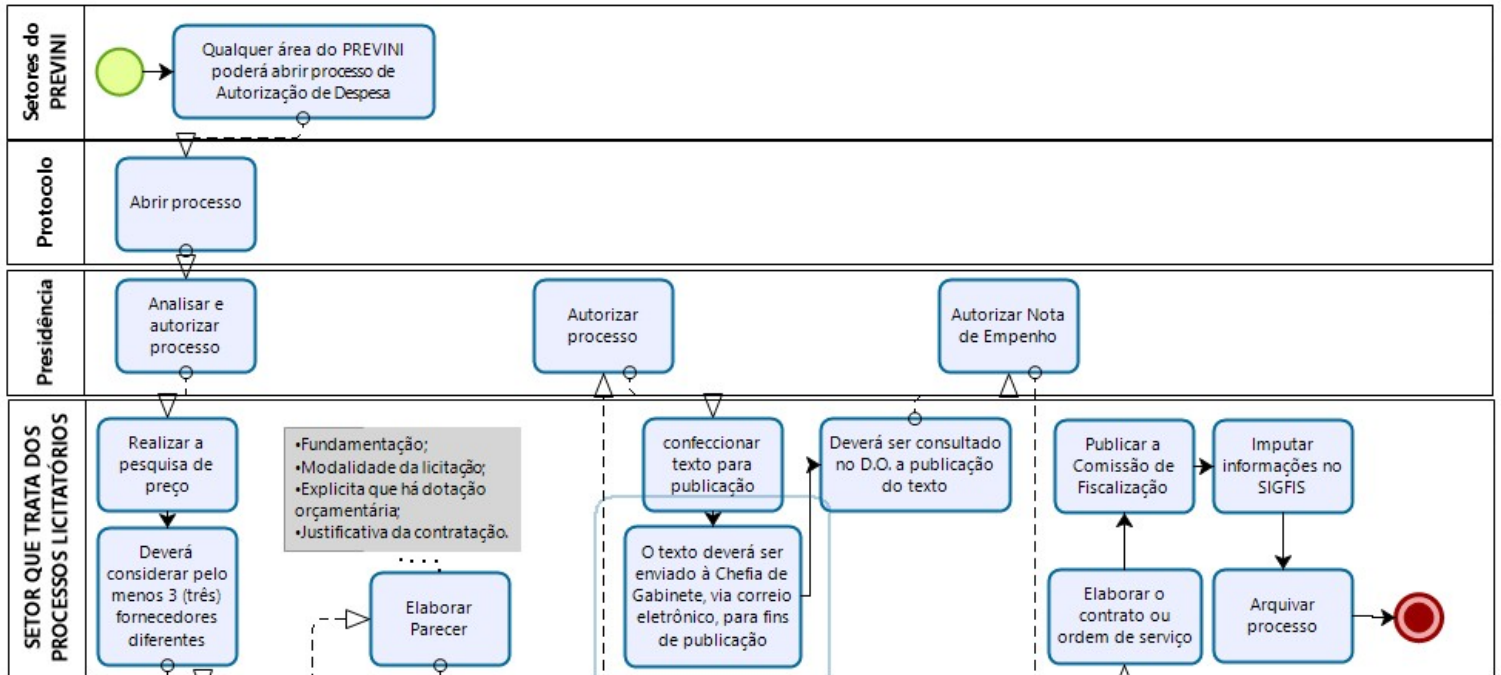 Setores do
PREVINI
Qualquer área do PREVINI
poderá abrir processo de
Autorização de Despesa
Protocolo
Abrir processo
Presidência
Analisar e
autorizar
processo
Autorizar
processo
Autorizar Nota
de Empenho
SETOR QUE TRATA DOS
PROCESSOS LICITATÓRIOS
Realizar a
pesquisa de
preço
Deverá
considerar pelo
menos 3 (três)
fornecedores
diferentes
•Fundamentação;
•Modalidade da licitação;
•Explicita que há dotação
orçamentária;
•Justificativa da contratação.
Elaborar
Parecer
confeccionar
texto para
publicação
O texto deverá ser
enviado à Chefia de
Gabinete, via correio
eletrônico, para fins
de publicação
Deverá ser consultado
no D.O. a publicação
do texto
Publicar a
Comissão de
Fiscalização
Imputar
informações no
SIGFIS
Elaborar o
contrato ou
ordem de serviço
Arquivar
processo